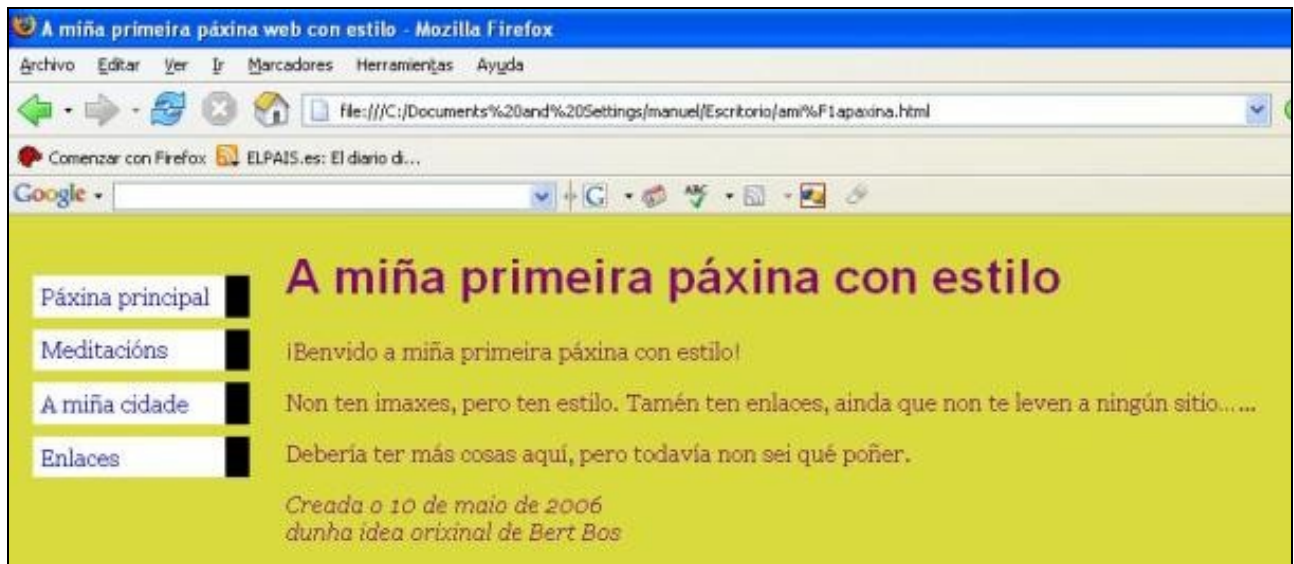 A miña primeira páxina web con estilo - Mozilla Firefox
Archivo Editar Ver Ir Marcadores Herramientas Ayuda
file:///C:/Documents%20and%20Settings/manuel/Escritorio/ami%F1apaxina.html
Comenzar con Firefox ELPAIS.es: El diario di...
Google
G ABC
Páxina principal
Meditacións
A miña cidade
Enlaces
A miña primeira páxina con estilo
¡Benvido a miña primeira páxina con estilo!
Non ten imaxes, pero ten estilo. Tamén ten enlaces, ainda que non te leven a ningún sitio......
Debería ter más cosas aquí, pero todavía non sei qué poñer.
Creada o 10 de maio de 2006
dunha idea orixinal de Bert Bos